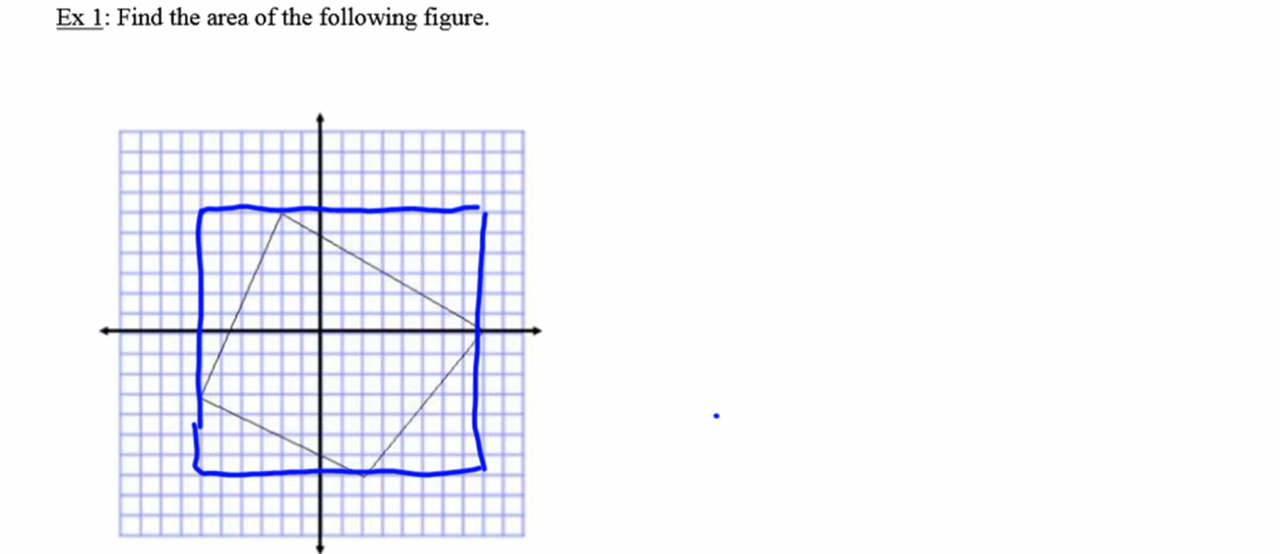 Ex 1: Find the area of the following figure.